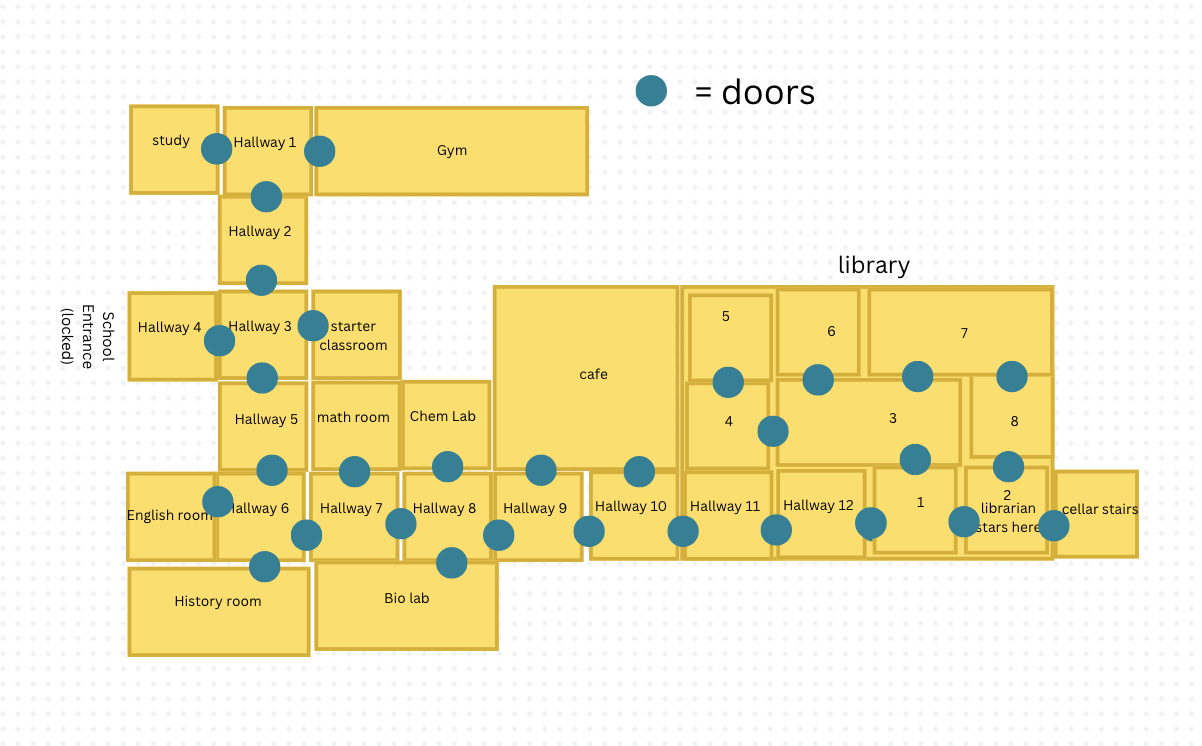 = doors
study
Hallway 1
Gym
Hallway 2
library
School
Entrance
(locked)
Hallway 4
Hallway 3
starter
classroom
cafe
5
6
7
Hallway 5
math room
Chem Lab
4
3
8
English room
Hallway 6
Hallway 7
Hallway 8
Hallway 9
Hallway 10
Hallway 11
Hallway 12
1
2
librarian
stars here
cellar stairs
History room
Bio lab